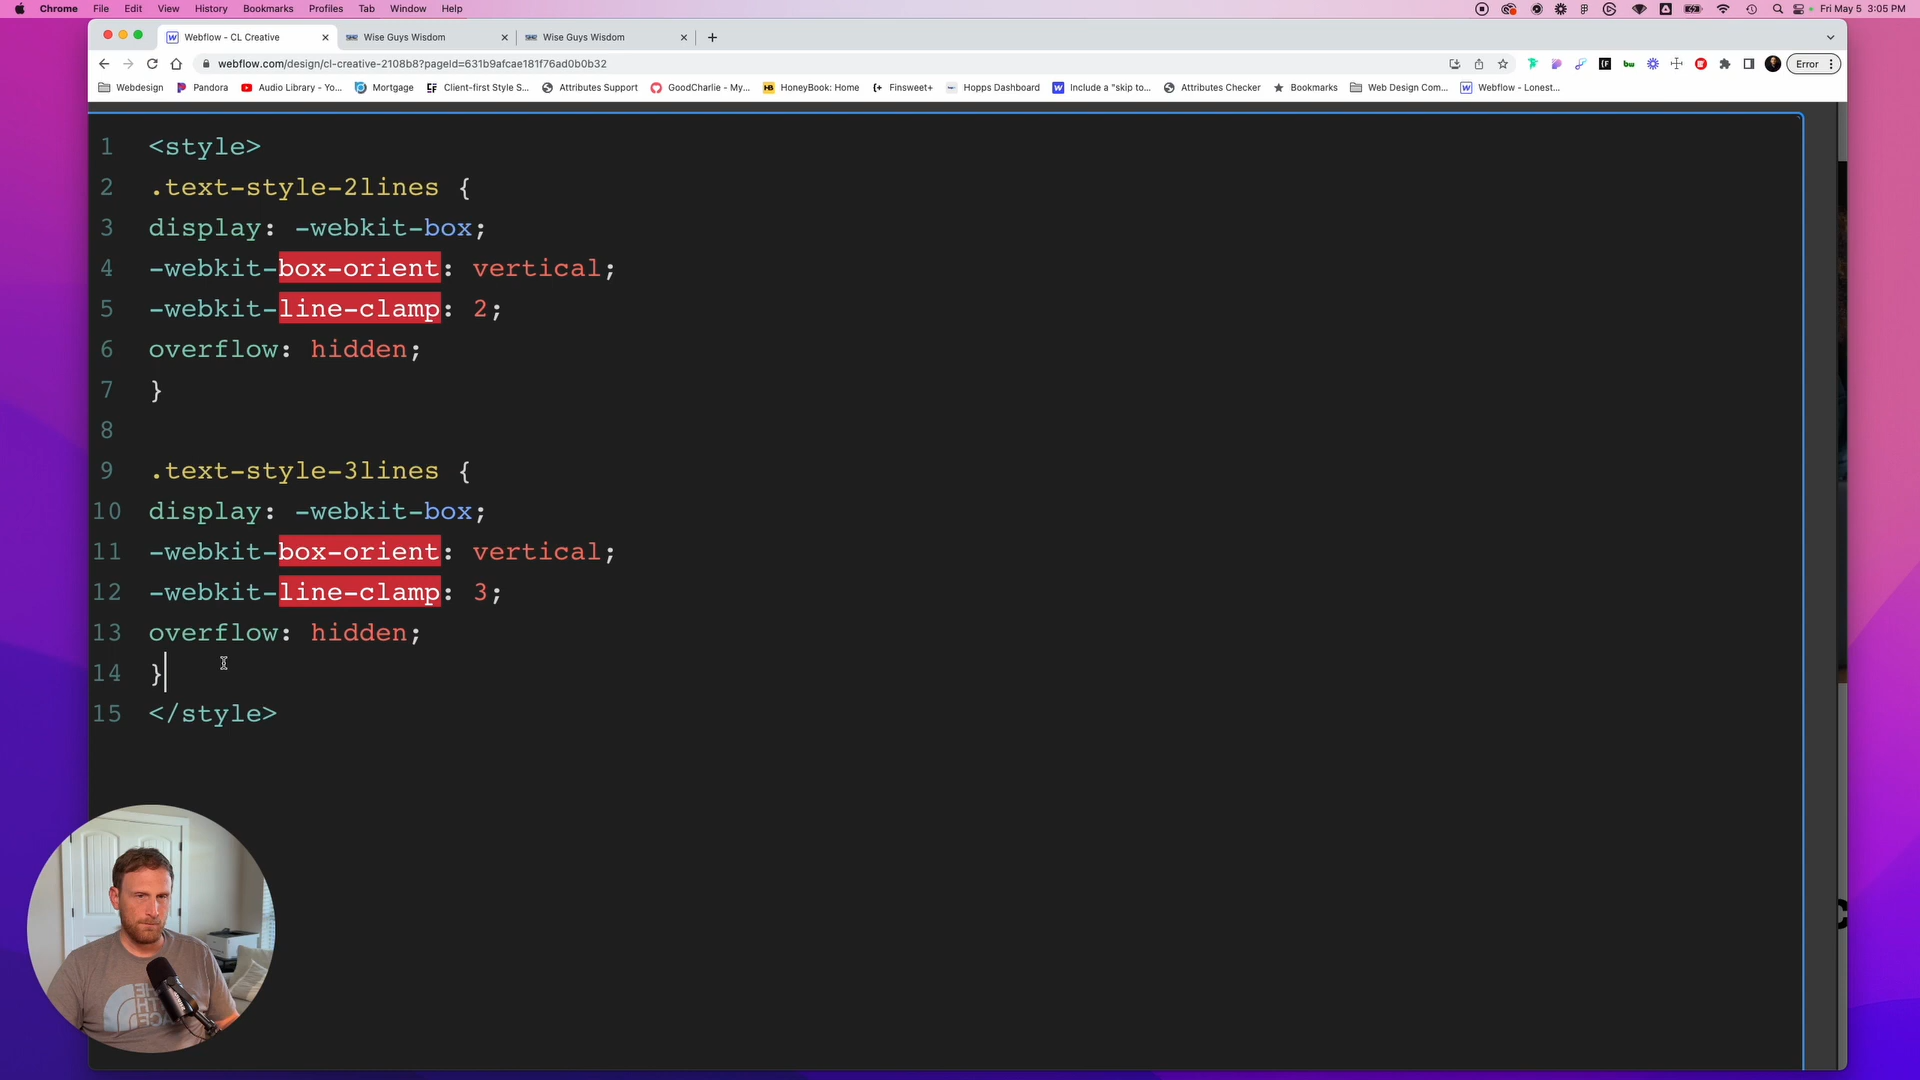 Chrome File Edit View History Bookmarks Profiles Tab Window Help Fri May 5 3:05 PM
Webflow - CL Creative Wise Guys Wisdom Wise Guys Wisdom
webflow.com/design/cl-creative-2108b8?pageId=631b9afcae181f76ad0b0b32 Error
Webdesign Pandora Audio Library - Yo... Mortgage Client-first Style S... Attributes Support GoodCharlie - My... HoneyBook: Home Finsweet+ Hopps Dashboard Include a "skip to... Attributes Checker Bookmarks Web Design Com... Webflow - Lonest...
1 <style>
2 .text-style-2lines {
3 display: -webkit-box;
4 -webkit-box-orient: vertical;
5 -webkit-line-clamp: 2;
6 overflow: hidden;
7 }
8
9 .text-style-3lines {
10 display: -webkit-box;
11 -webkit-box-orient: vertical;
12 -webkit-line-clamp: 3;
13 overflow: hidden;
14 }
15 </style>